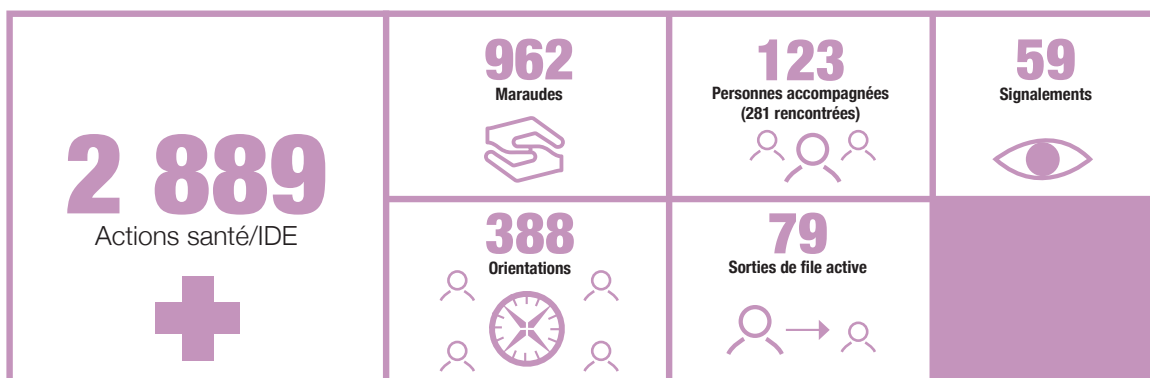 2 889
Actions santé/IDE
962
Maraudes
123
Personnes accompagnées
(281 rencontrées)
59
Signalements
388
Orientations
79
Sorties de file active